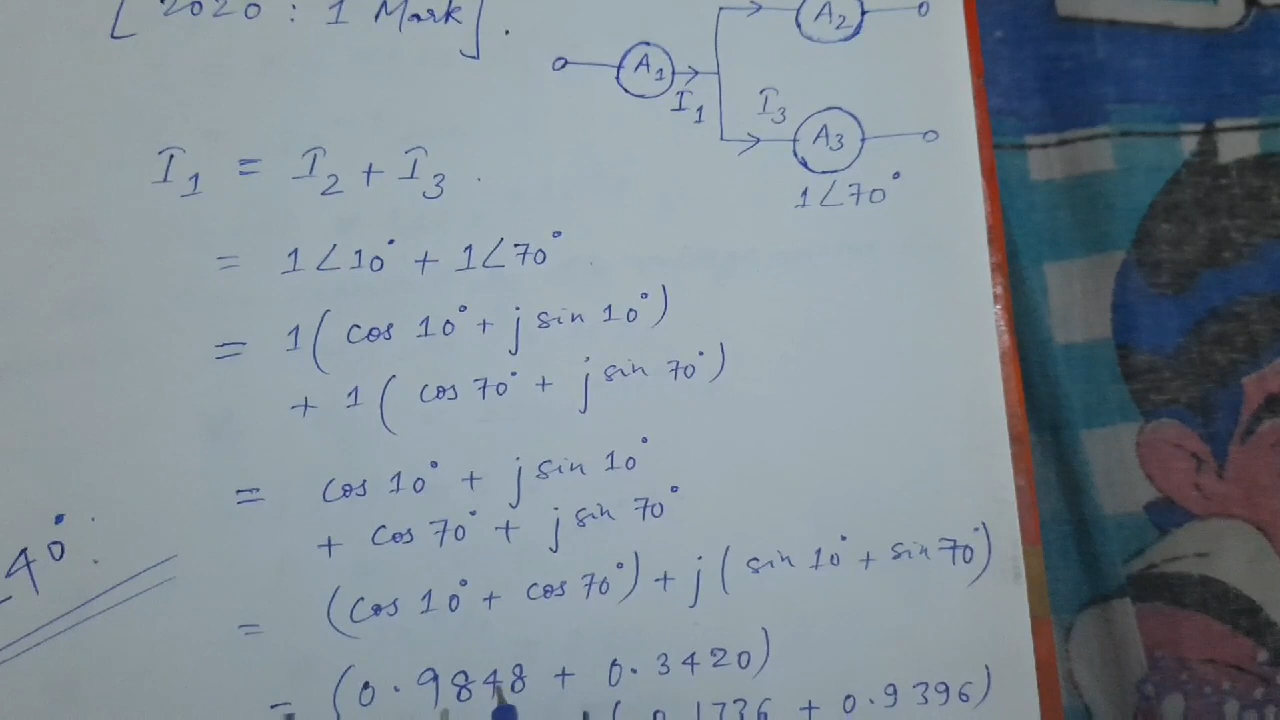 [2020 : 1 Mark].
A2
A1
I1
I3
A3
1∠70°
I1 = I2 + I3.
= 1∠10° + 1∠70°
= 1(cos 10° + j sin 10°)
+ 1(cos 70° + j sin 70°)
= cos 10° + j sin 10°
+ cos 70° + j sin 70°
= (cos 10° + cos 70°) + j(sin 10° + sin 70°)
40°.
= (0.9848 + 0.3420)
0.1736 + 0.9396)